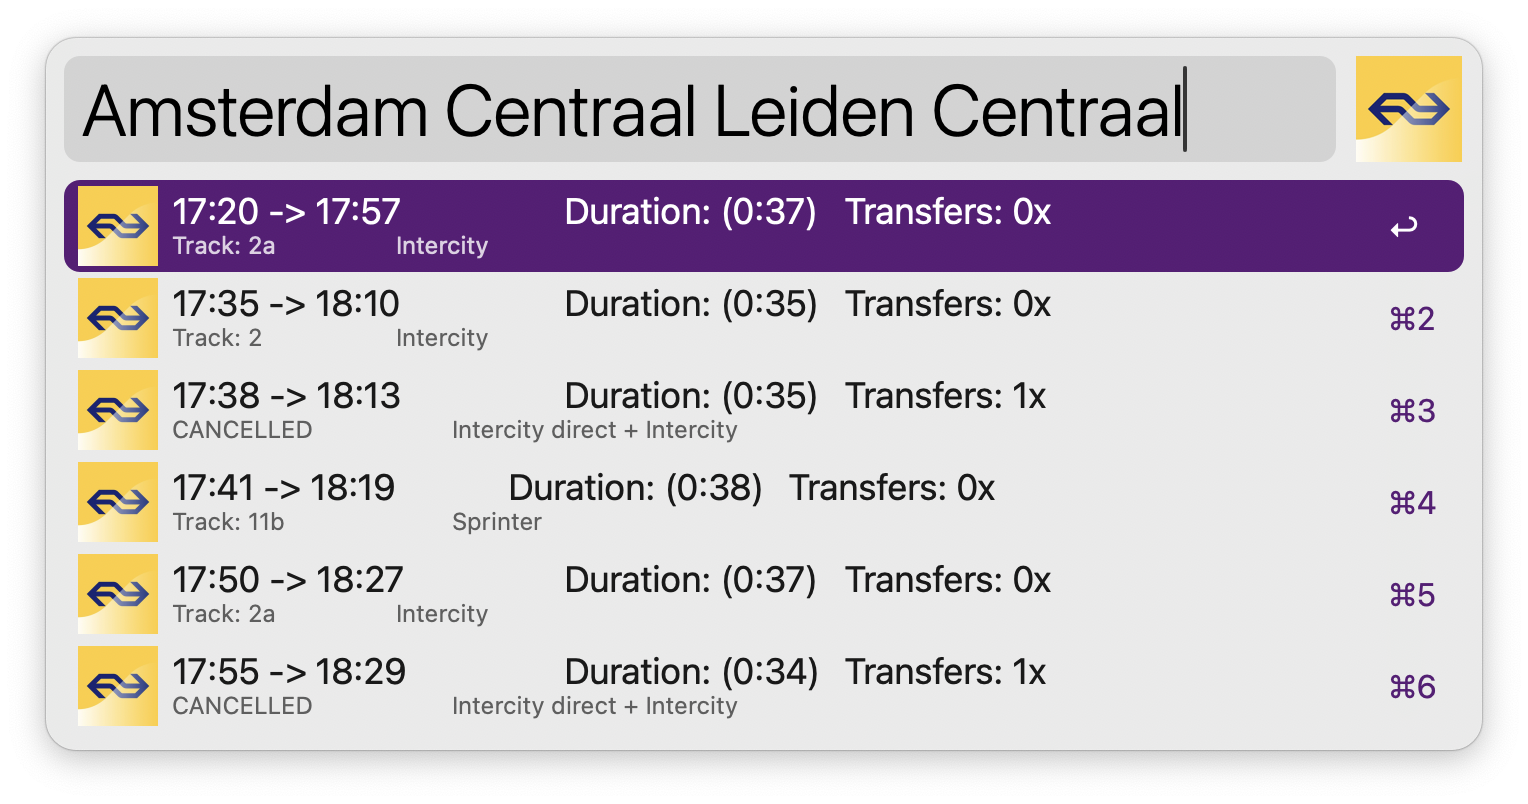 Amsterdam Centraal Leiden Centraal
17:20 -> 17:57 Duration: (0:37) Transfers: 0x
Track: 2a Intercity
17:35 -> 18:10 Duration: (0:35) Transfers: 0x ⌘2
Track: 2 Intercity
17:38 -> 18:13 Duration: (0:35) Transfers: 1x ⌘3
CANCELLED Intercity direct + Intercity
17:41 -> 18:19 Duration: (0:38) Transfers: 0x ⌘4
Track: 11b Sprinter
17:50 -> 18:27 Duration: (0:37) Transfers: 0x ⌘5
Track: 2a Intercity
17:55 -> 18:29 Duration: (0:34) Transfers: 1x ⌘6
CANCELLED Intercity direct + Intercity